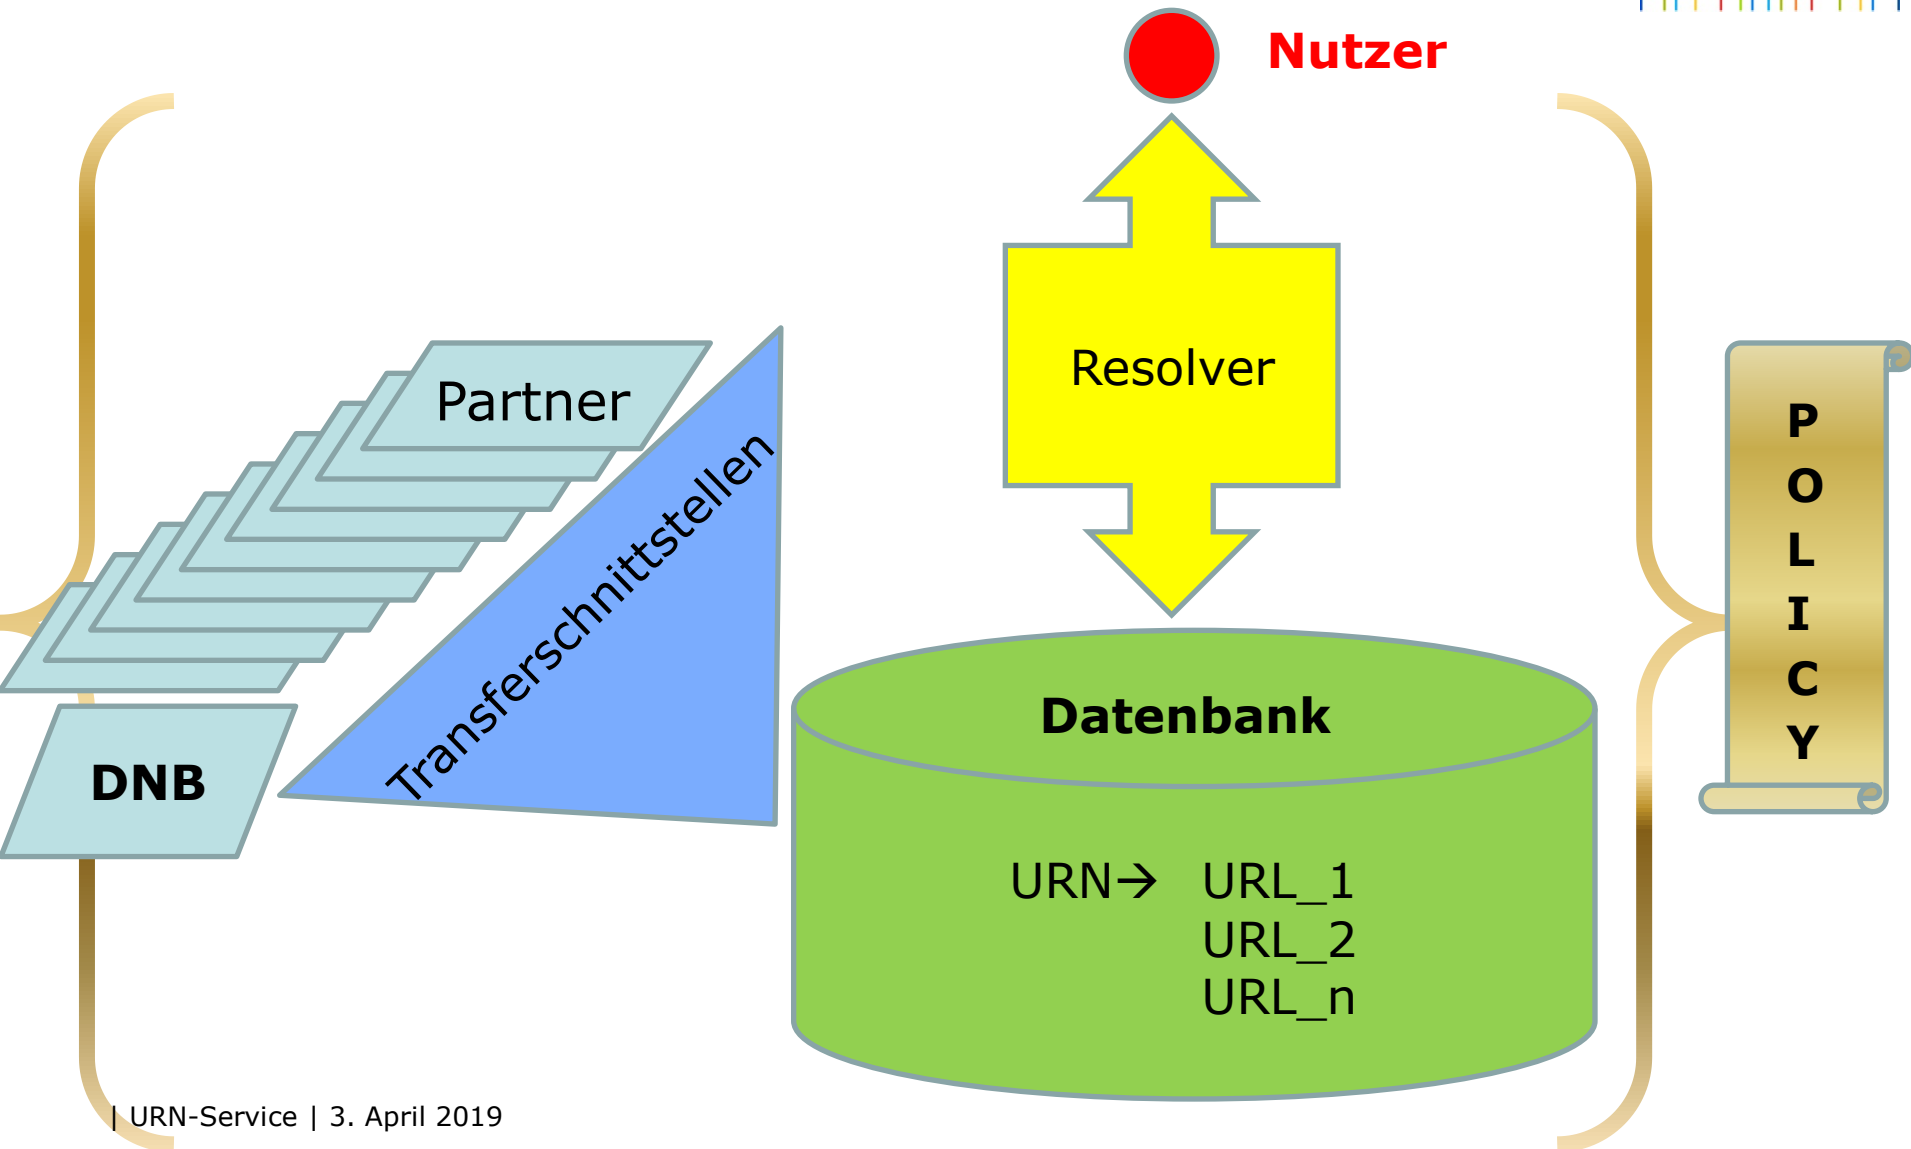 Nutzer
Resolver
Partner
Transferschnittstellen
DNB
Datenbank
URN→ URL_1
URL_2
URL_n
P
O
L
I
C
Y
| URN-Service | 3. April 2019